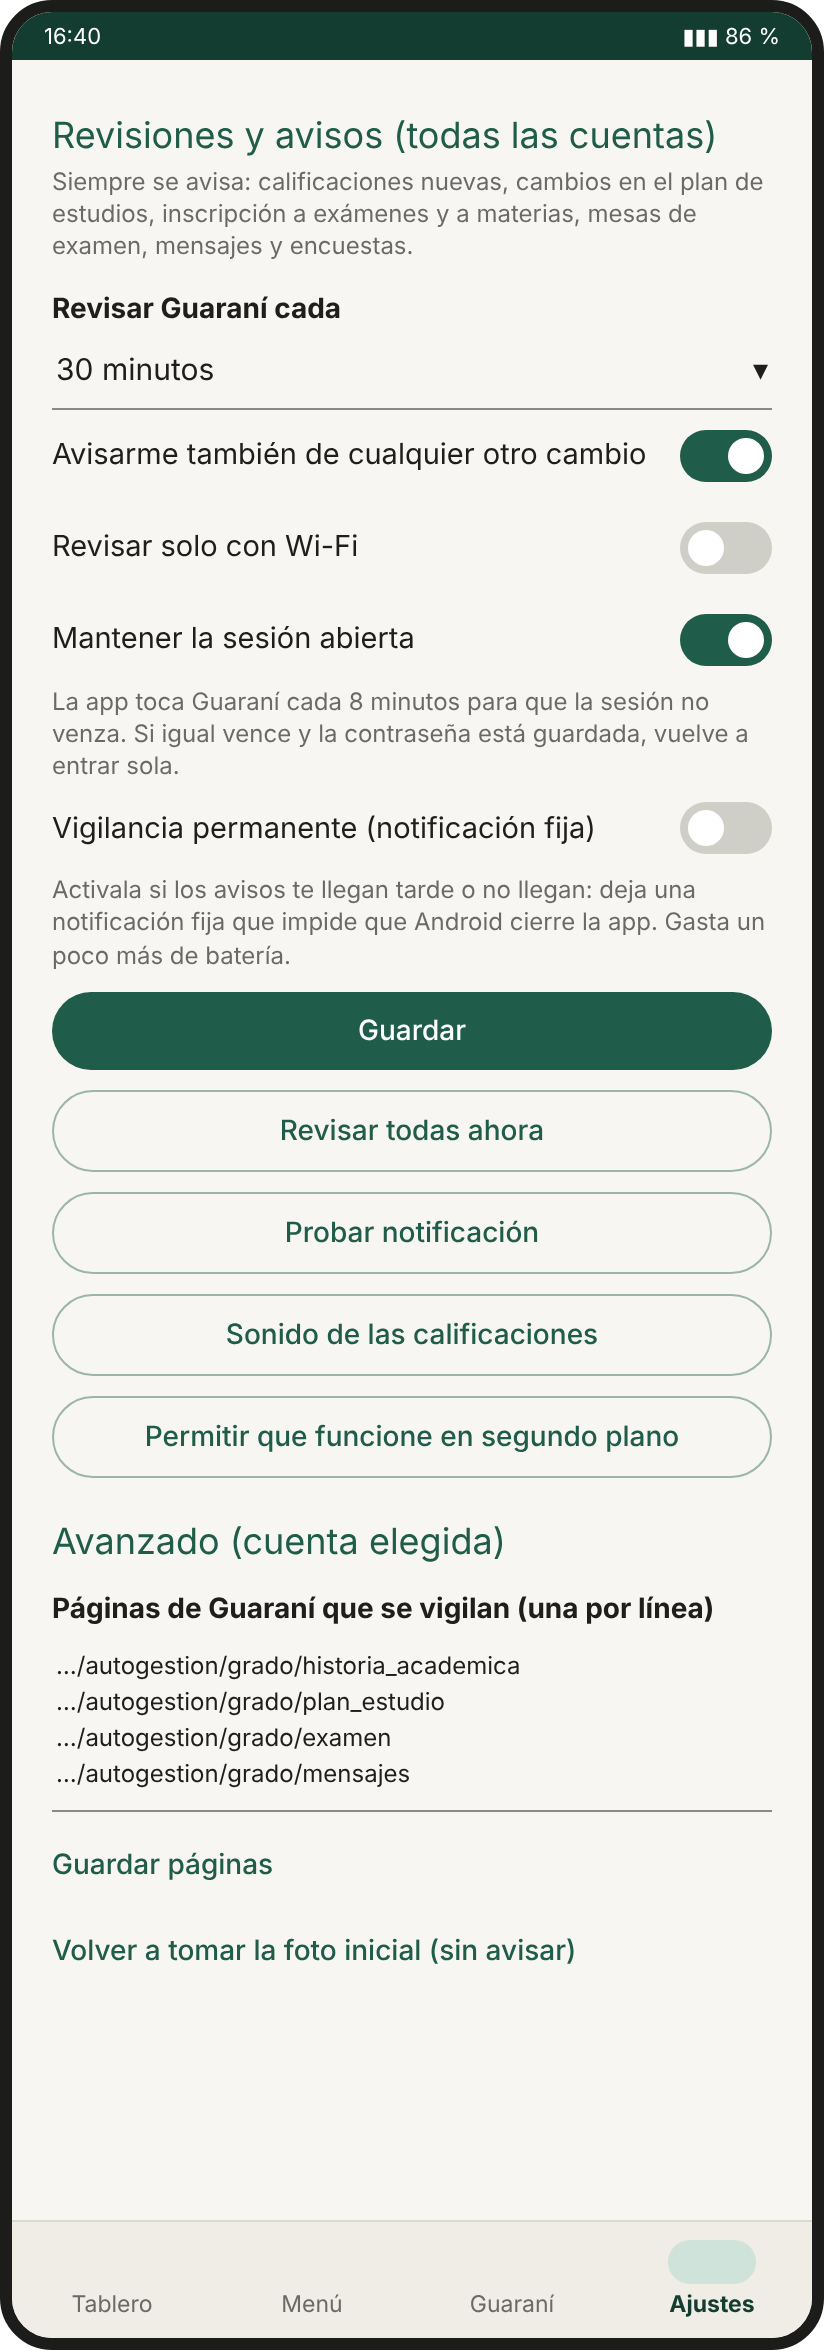 16:40
86 %
Revisiones y avisos (todas las cuentas)
Siempre se avisa: calificaciones nuevas, cambios en el plan de
estudios, inscripción a exámenes y a materias, mesas de
examen, mensajes y encuestas.
Revisar Guaraní cada
30 minutos
Avisarme también de cualquier otro cambio
Revisar solo con Wi-Fi
Mantener la sesión abierta
La app toca Guaraní cada 8 minutos para que la sesión no
venza. Si igual vence y la contraseña está guardada, vuelve a
entrar sola.
Vigilancia permanente (notificación fija)
Activala si los avisos te llegan tarde o no llegan: deja una
notificación fija que impide que Android cierre la app. Gasta un
poco más de batería.
Guardar
Revisar todas ahora
Probar notificación
Sonido de las calificaciones
Permitir que funcione en segundo plano
Avanzado (cuenta elegida)
Páginas de Guaraní que se vigilan (una por línea)
…/autogestion/grado/historia_academica
…/autogestion/grado/plan_estudio
…/autogestion/grado/examen
…/autogestion/grado/mensajes
Guardar páginas
Volver a tomar la foto inicial (sin avisar)
Tablero
Menú
Guaraní
Ajustes